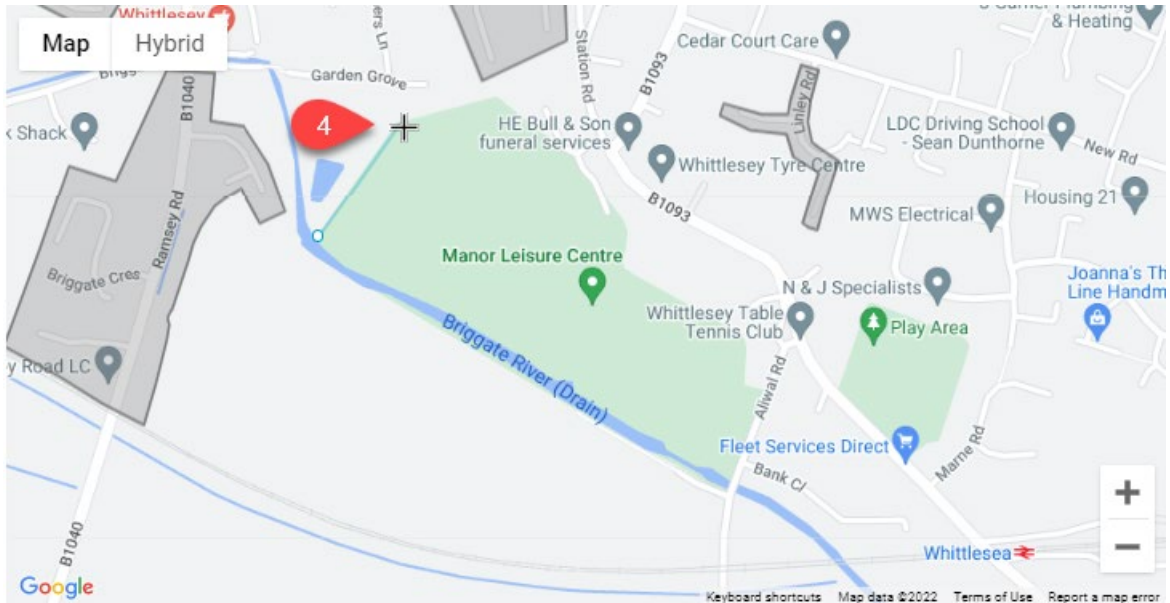 Whittlesey
Map Hybrid
Garden Grove
B1040
Station Rd
B1093
Cedar Court Care
& Heating
4
k Shack
HE Bull & Son
funeral services
Linley Rd
LDC Driving School
- Sean Dunthorne
New Rd
Whittlesey Tyre Centre
Housing 21
B1093
MWS Electrical
Ramsey Rd
Briggate Cres
Manor Leisure Centre
N & J Specialists
Joanna's Th
Line Handm
Whittlesey Table
Tennis Club
Play Area
Briggate River (Drain)
y Road LC
Aliwal Rd
Fleet Services Direct
Marne Rd
Bank Cl
B1040
Whittlesea
+
−
Google
Keyboard shortcuts Map data ©2022 Terms of Use Report a map error